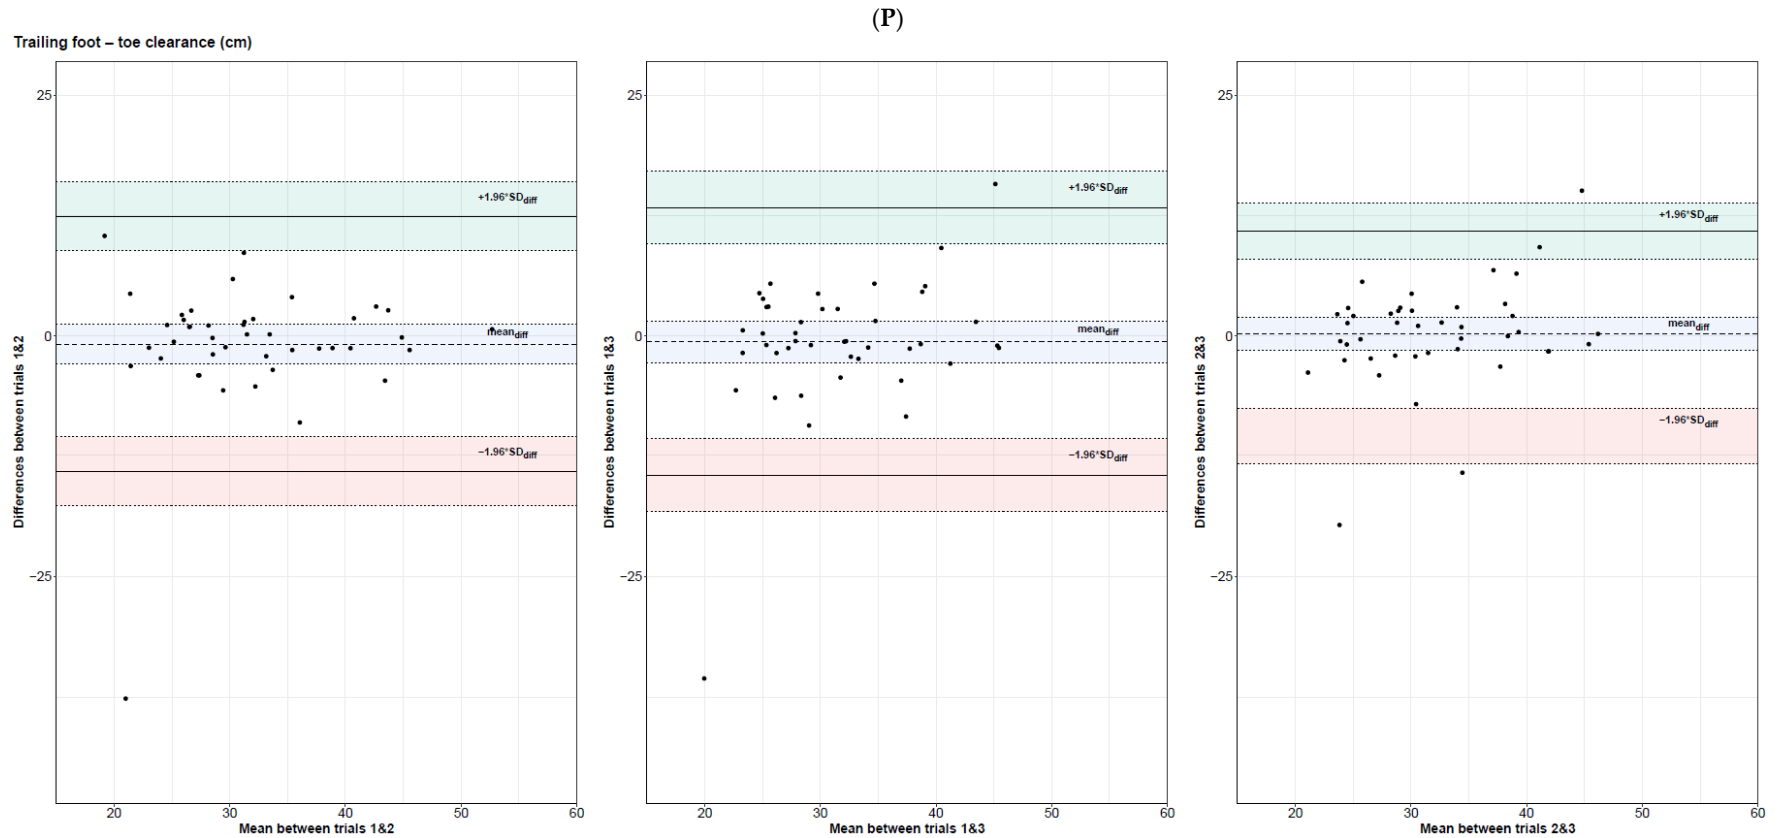 (P)
Trailing foot – toe clearance (cm)
Differences between trials 1&2
25
0
−25
+1.96*SDdiff
meandiff
−1.96*SDdiff
20 30 40 50 60
Mean between trials 1&2
Differences between trials 1&3
25
0
−25
+1.96*SDdiff
meandiff
−1.96*SDdiff
20 30 40 50 60
Mean between trials 1&3
Differences between trials 2&3
25
0
−25
+1.96*SDdiff
meandiff
−1.96*SDdiff
20 30 40 50 60
Mean between trials 2&3